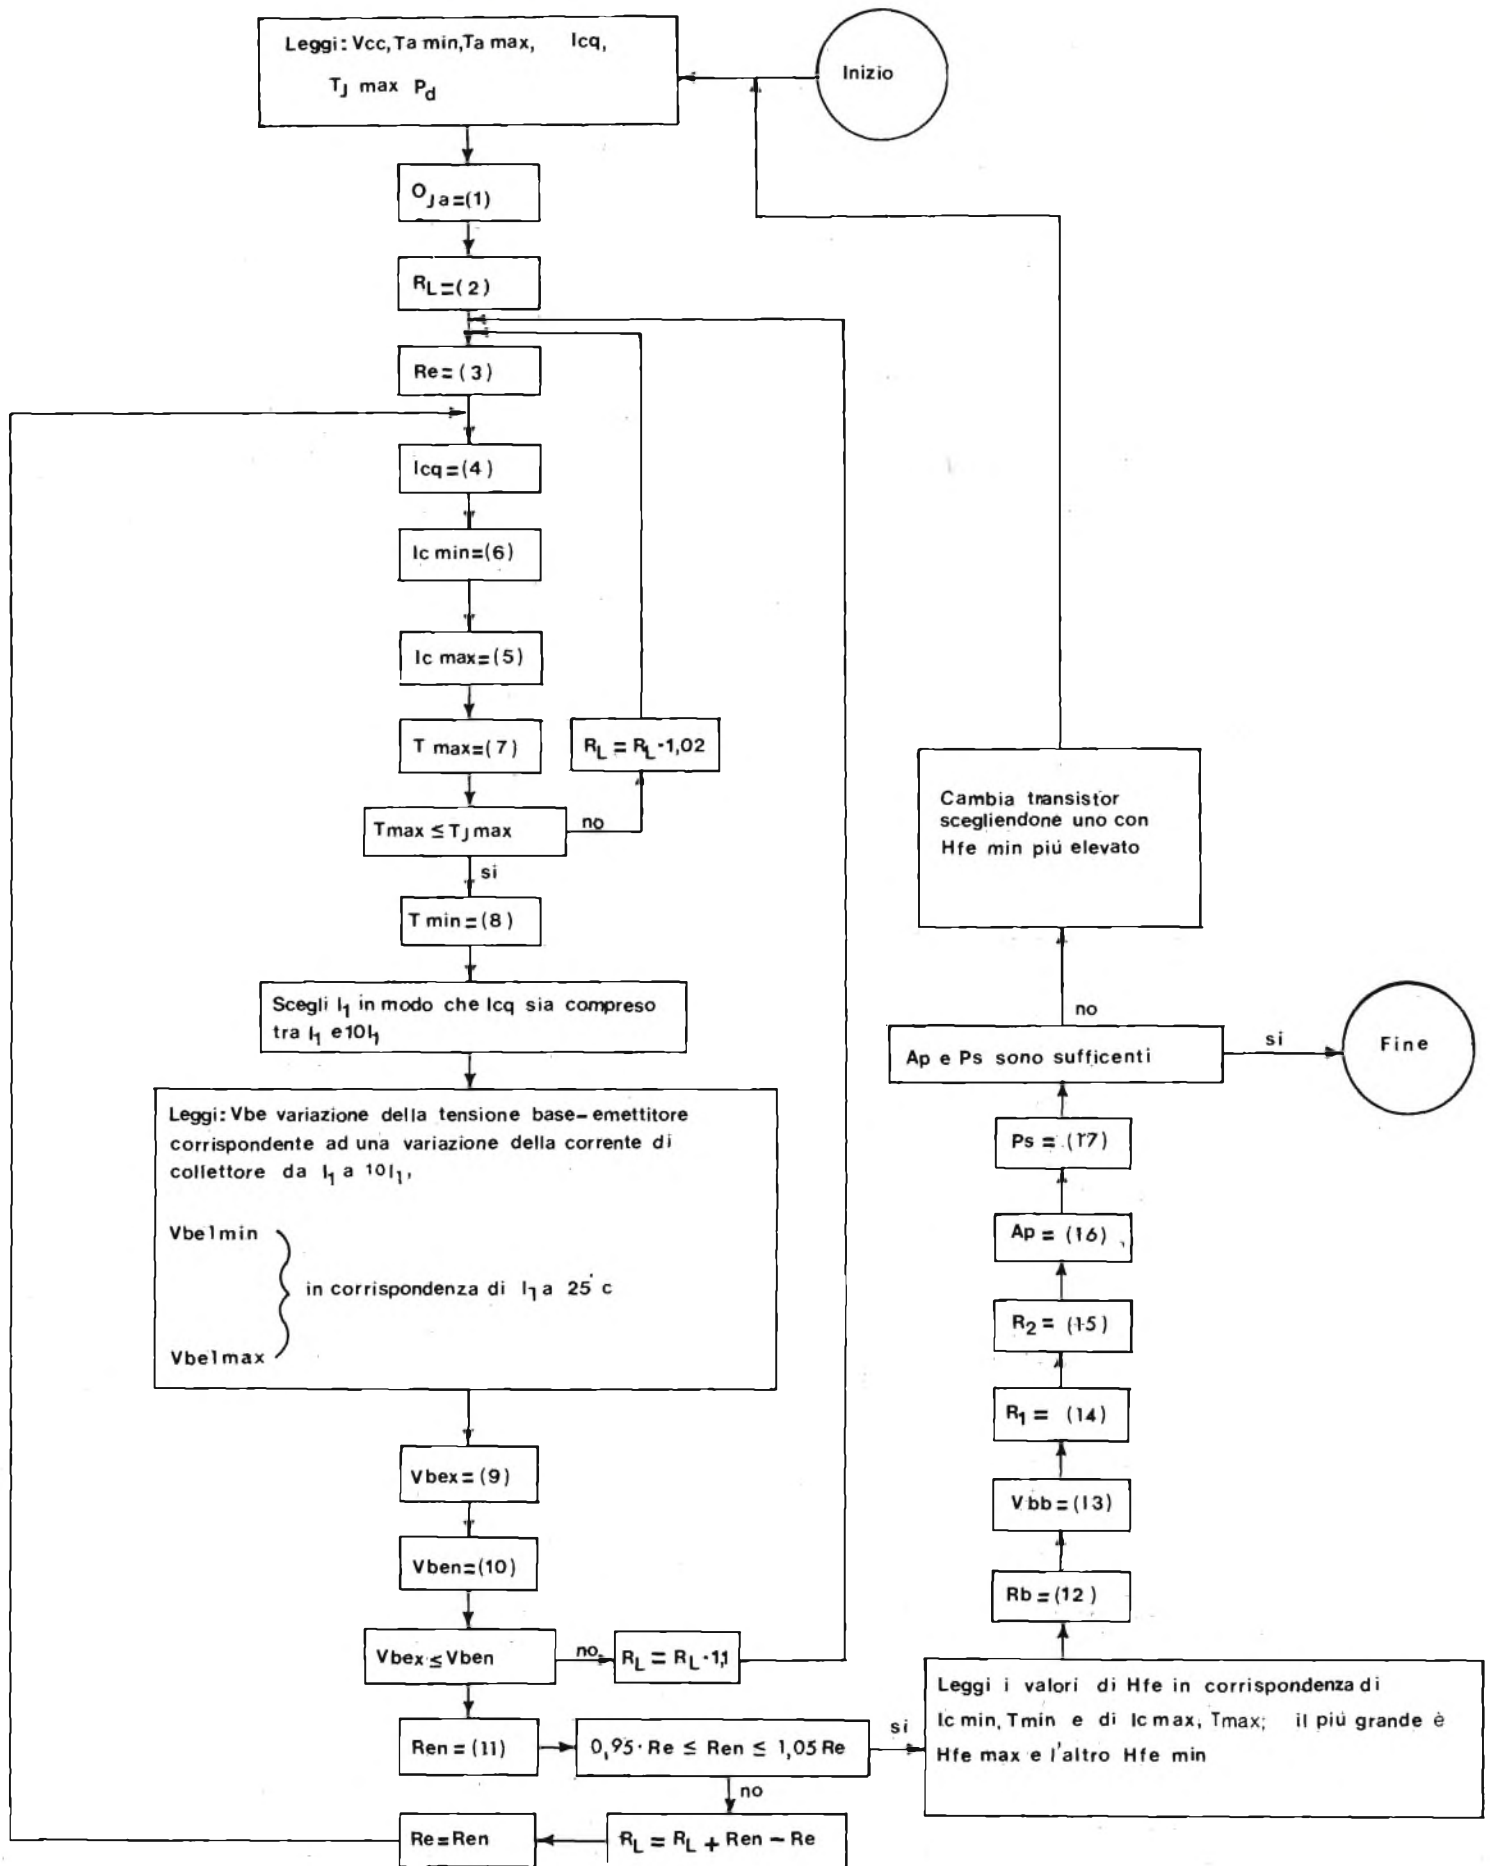 Leggi: Vcc, Ta min, Ta max, Icq,
TJ max Pd
Inizio
OJa=(1)
RL=(2)
Re=(3)
Icq=(4)
Ic min=(6)
Ic max=(5)
T max=(7)
RL = RL·1,02
Tmax ≤ TJ max
no
si
T min=(8)
Scegli I1 in modo che Icq sia compreso
tra I1 e 10I1
Leggi: Vbe variazione della tensione base-emettitore
corrispondente ad una variazione della corrente di
collettore da I1 a 10I1,
Vbe1min
in corrispondenza di I1 a 25° c
Vbe1max
Vbex=(9)
Vben=(10)
Vbex ≤ Vben
no
RL = RL·1,1
Ren=(11)
0,95·Re ≤ Ren ≤ 1,05 Re
si
no
Re=Ren
RL = RL + Ren − Re
Cambia transistor
scegliendone uno con
Hfe min piú elevato
no
Ap e Ps sono sufficenti
si
Fine
Ps = (17)
Ap = (16)
R2 = (15)
R1 = (14)
Vbb=(13)
Rb=(12)
Leggi i valori di Hfe in corrispondenza di
Ic min, Tmin e di Ic max, Tmax; il piú grande è
Hfe max e l'altro Hfe min